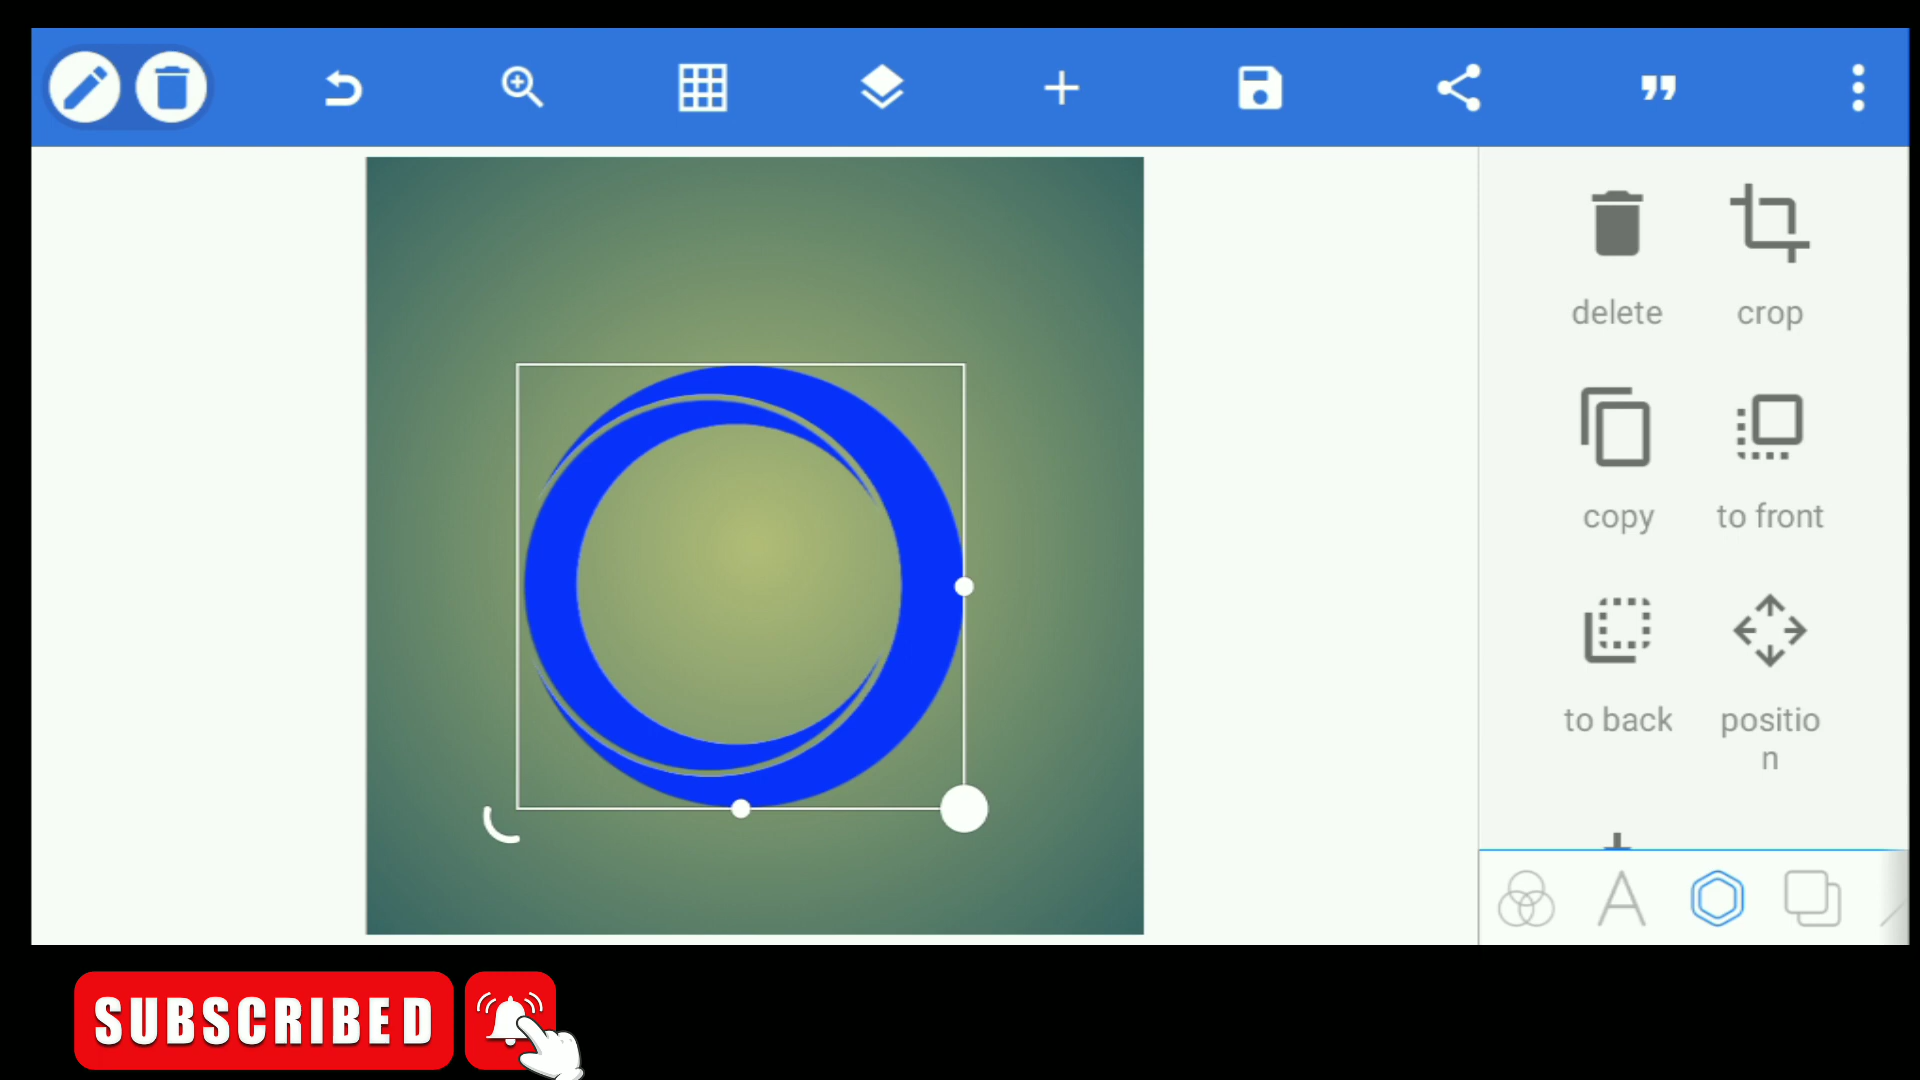 delete
crop
copy
to front
to back
positio
n
SUBSCRIBED